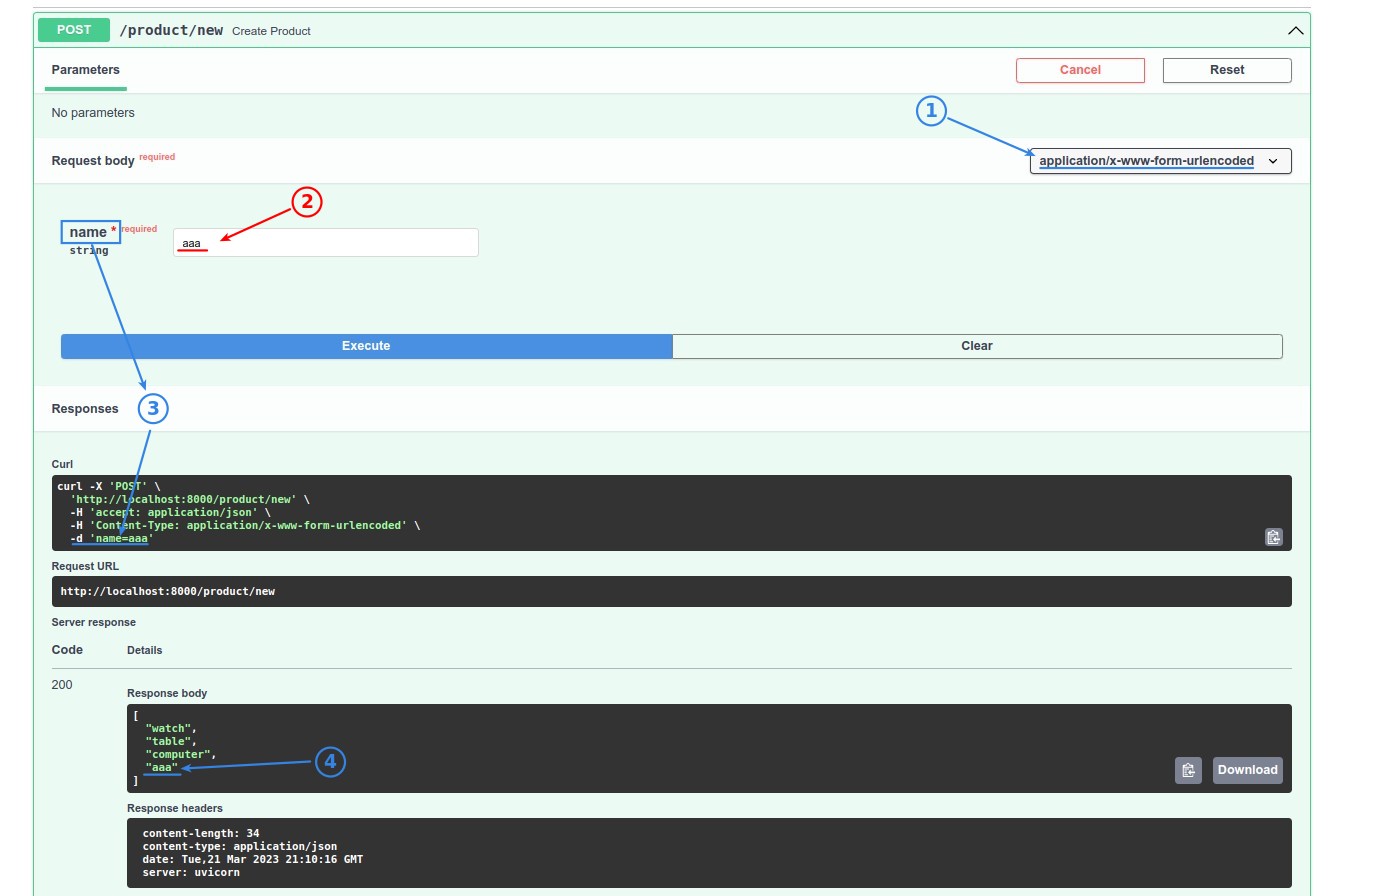 POST /product/new Create Product
Parameters
Cancel
Reset
No parameters
1
Request body required
application/x-www-form-urlencoded
2
name * required
string
aaa
Execute
Clear
Responses
3
Curl
curl -X 'POST' \
'http://localhost:8000/product/new' \
-H 'accept: application/json' \
-H 'Content-Type: application/x-www-form-urlencoded' \
-d 'name=aaa'
Request URL
http://localhost:8000/product/new
Server response
Code Details
200
Response body
[
"watch",
"table",
"computer",
"aaa"
]
4
Download
Response headers
content-length: 34
content-type: application/json
date: Tue,21 Mar 2023 21:10:16 GMT
server: uvicorn